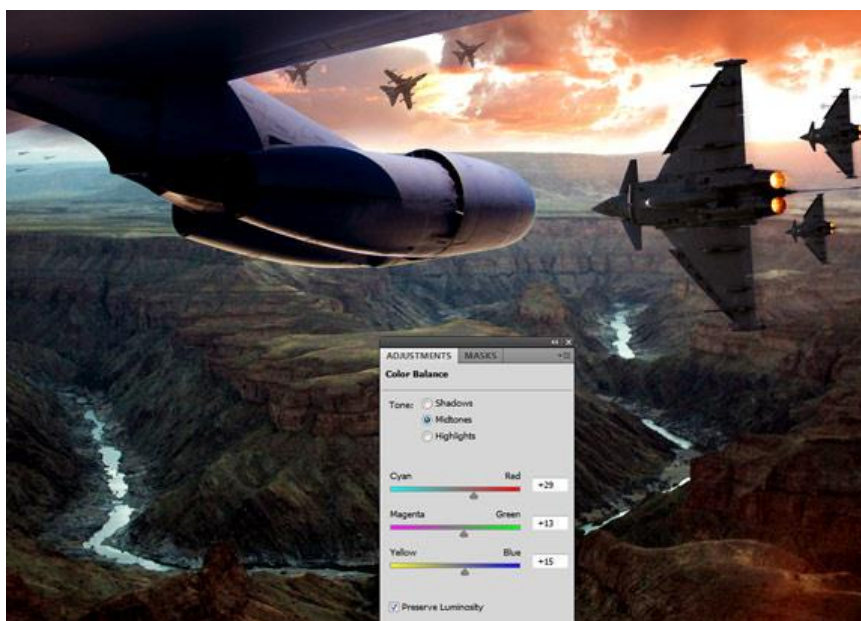 ADJUSTMENTS MASKS
Color Balance
Tone: Shadows
Midtones
Highlights
Cyan Red +29
Magenta Green +13
Yellow Blue +15
Preserve Luminosity